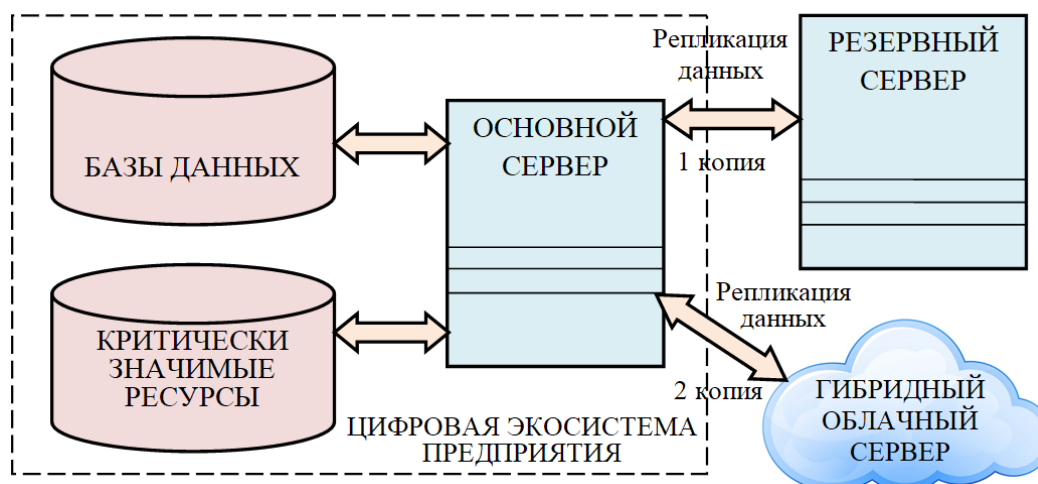 БАЗЫ ДАННЫХ
КРИТИЧЕСКИ
ЗНАЧИМЫЕ
РЕСУРСЫ
ОСНОВНОЙ
СЕРВЕР
ЦИФРОВАЯ ЭКОСИСТЕМА
ПРЕДПРИЯТИЯ
Репликация
данных
1 копия
РЕЗЕРВНЫЙ
СЕРВЕР
Репликация
данных
2 копия
ГИБРИДНЫЙ
ОБЛАЧНЫЙ
СЕРВЕР